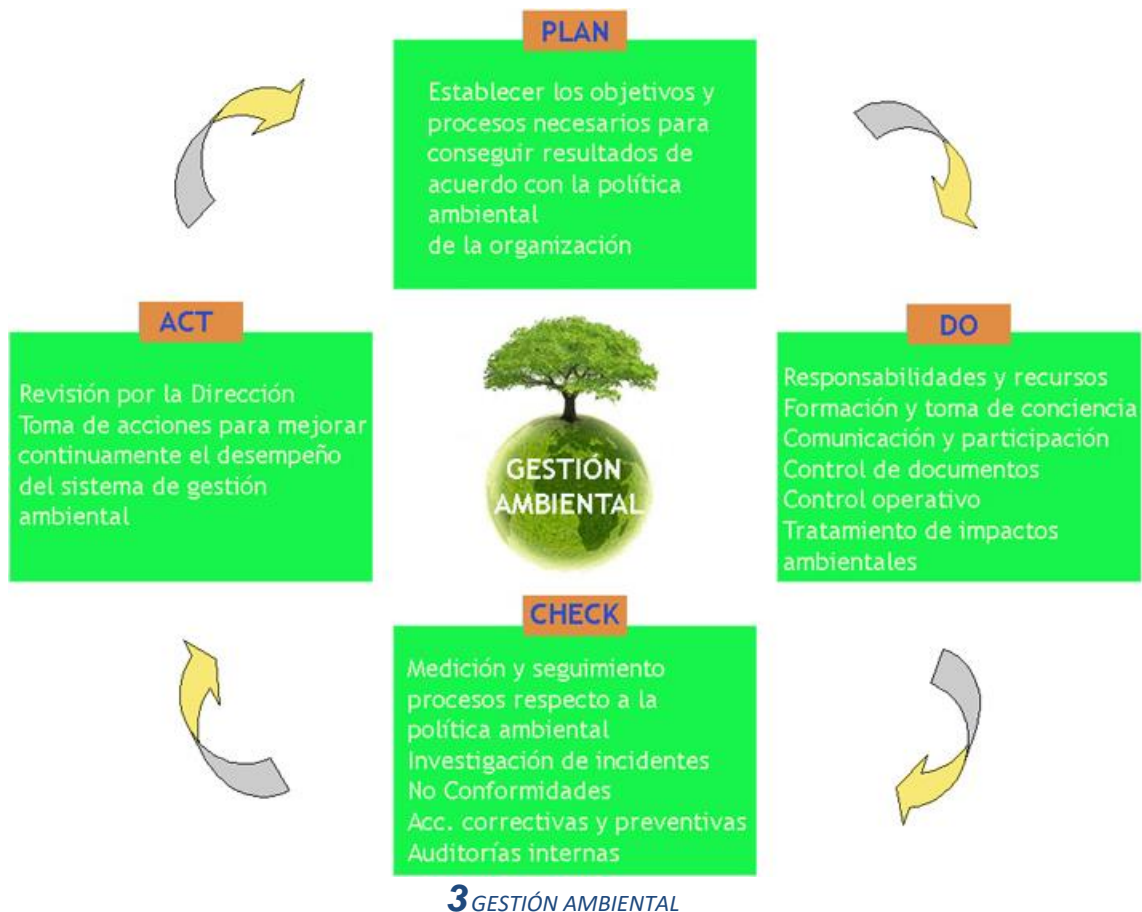 PLAN
Establecer los objetivos y
procesos necesarios para
conseguir resultados de
acuerdo con la política
ambiental
de la organización
ACT
Revisión por la Dirección
Toma de acciones para mejorar
continuamente el desempeño
del sistema de gestión
ambiental
GESTIÓN
AMBIENTAL
DO
Responsabilidades y recursos
Formación y toma de conciencia
Comunicación y participación
Control de documentos
Control operativo
Tratamiento de impactos
ambientales
CHECK
Medición y seguimiento
procesos respecto a la
política ambiental
Investigación de incidentes
No Conformidades
Acc. correctivas y preventivas
Auditorías internas
3 GESTIÓN AMBIENTAL